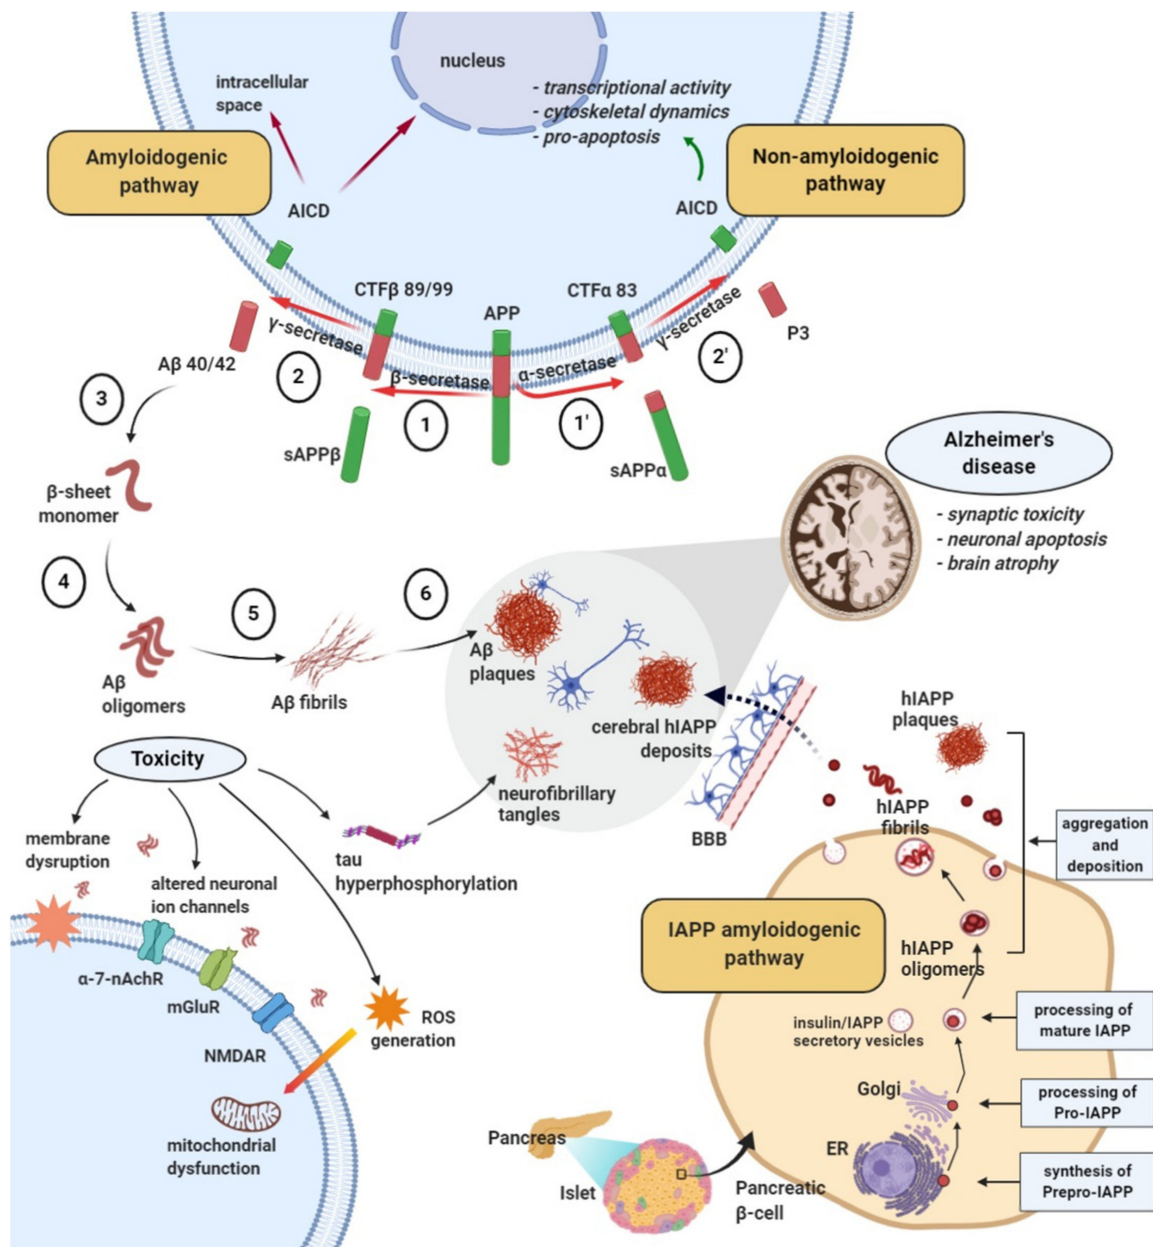 nucleus
intracellular
space
- transcriptional activity
- cytoskeletal dynamics
- pro-apoptosis
Amyloidogenic
pathway
Non-amyloidogenic
pathway
AICD
AICD
CTFβ 89/99
APP
CTFα 83
γ-secretase
β-secretase
α-secretase
γ-secretase
P3
Aβ 40/42
2
1
1'
2'
3
sAPPβ
sAPPα
β-sheet
monomer
4
5
6
Aβ
oligomers
Aβ fibrils
Aβ
plaques
cerebral hIAPP
deposits
neurofibrillary
tangles
Alzheimer's
disease
- synaptic toxicity
- neuronal apoptosis
- brain atrophy
Toxicity
membrane
dysruption
altered neuronal
ion channels
tau
hyperphosphorylation
α-7-nAchR
mGluR
NMDAR
ROS
generation
mitochondrial
dysfunction
BBB
hIAPP
plaques
hIAPP
fibrils
aggregation
and
deposition
IAPP amyloidogenic
pathway
hIAPP
oligomers
insulin/IAPP
secretory vesicles
processing of
mature IAPP
Golgi
processing of
Pro-IAPP
ER
synthesis of
Prepro-IAPP
Pancreas
Islet
Pancreatic
β-cell